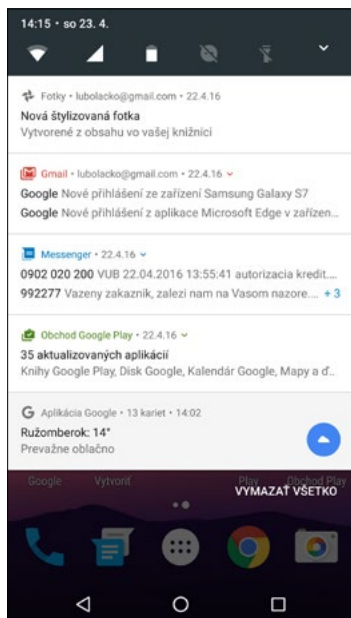 14:15 • so 23. 4.
Fotky • lubolacko@gmail.com • 22.4.16
Nová štylizovaná fotka
Vytvorené z obsahu vo vašej knižnici
Gmail • lubolacko@gmail.com • 22.4.16
Google Nové přihlášení ze zařízení Samsung Galaxy S7
Google Nové přihlášení z aplikace Microsoft Edge v zařízen...
Messenger • 22.4.16
0902 020 200 VUB 22.04.2016 13:55:41 autorizacia kredit....
992277 Vazeny zakaznik, zalezi nam na Vasom nazore.... + 3
Obchod Google Play • 22.4.16
35 aktualizovaných aplikácií
Knihy Google Play, Disk Google, Kalendár Google, Mapy a ď..
Aplikácia Google • 13 kariet • 14:02
Ružomberok: 14°
Prevažne oblačno
Google Vytvoriť Play Obchod Play
VYMAZAŤ VŠETKO